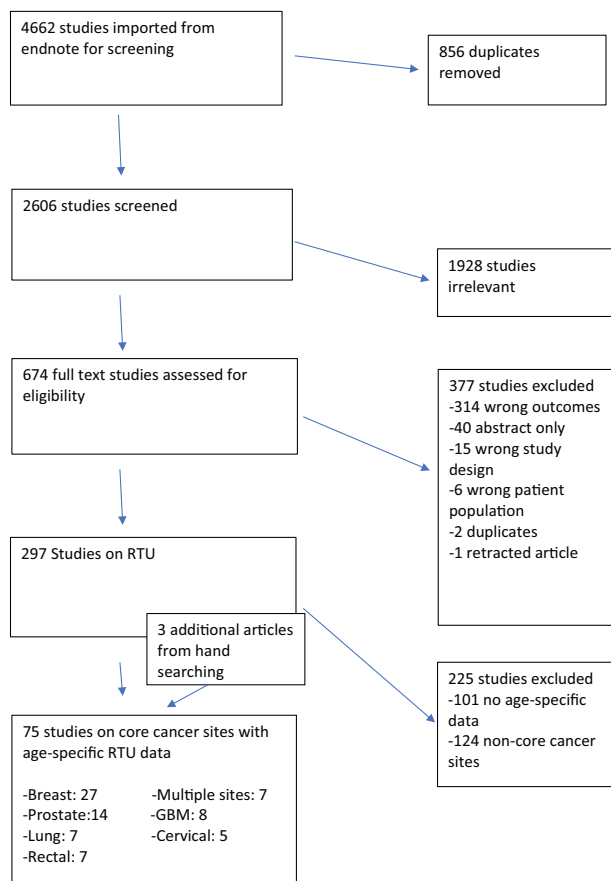 4662 studies imported from
endnote for screening
856 duplicates
removed
2606 studies screened
1928 studies
irrelevant
674 full text studies assessed for
eligibility
377 studies excluded
-314 wrong outcomes
-40 abstract only
-15 wrong study
design
-6 wrong patient
population
-2 duplicates
-1 retracted article
297 Studies on RTU
3 additional articles
from hand
searching
225 studies excluded
-101 no age-specific
data
-124 non-core cancer
sites
75 studies on core cancer sites with
age-specific RTU data
-Breast: 27 -Multiple sites: 7
-Prostate:14 -GBM: 8
-Lung: 7 -Cervical: 5
-Rectal: 7